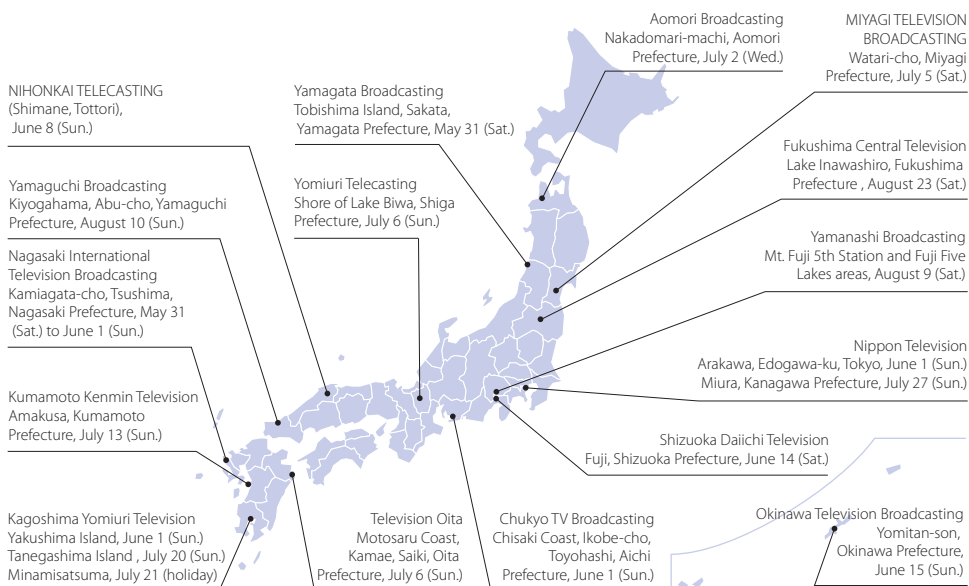 Aomori Broadcasting
Nakadomari-machi, Aomori
Prefecture, July 2 (Wed.)
MIYAGI TELEVISION
BROADCASTING
Watari-cho, Miyagi
Prefecture, July 5 (Sat.)
NIHONKAI TELECASTING
(Shimane, Tottori),
June 8 (Sun.)
Yamagata Broadcasting
Tobishima Island, Sakata,
Yamagata Prefecture, May 31 (Sat.)
Fukushima Central Television
Lake Inawashiro, Fukushima
Prefecture , August 23 (Sat.)
Yamaguchi Broadcasting
Kiyogahama, Abu-cho, Yamaguchi
Prefecture, August 10 (Sun.)
Yomiuri Telecasting
Shore of Lake Biwa, Shiga
Prefecture, July 6 (Sun.)
Yamanashi Broadcasting
Mt. Fuji 5th Station and Fuji Five
Lakes areas, August 9 (Sat.)
Nagasaki International
Television Broadcasting
Kamiagata-cho, Tsushima,
Nagasaki Prefecture, May 31
(Sat.) to June 1 (Sun.)
Nippon Television
Arakawa, Edogawa-ku, Tokyo, June 1 (Sun.)
Miura, Kanagawa Prefecture, July 27 (Sun.)
Kumamoto Kenmin Television
Amakusa, Kumamoto
Prefecture, July 13 (Sun.)
Shizuoka Daiichi Television
Fuji, Shizuoka Prefecture, June 14 (Sat.)
Kagoshima Yomiuri Television
Yakushima Island, June 1 (Sun.)
Tanegashima Island , July 20 (Sun.)
Minamisatsuma, July 21 (holiday)
Television Oita
Motosaru Coast,
Kamae, Saiki, Oita
Prefecture, July 6 (Sun.)
Chukyo TV Broadcasting
Chisaki Coast, Ikobe-cho,
Toyohashi, Aichi
Prefecture, June 1 (Sun.)
Okinawa Television Broadcasting
Yomitan-son,
Okinawa Prefecture,
June 15 (Sun.)